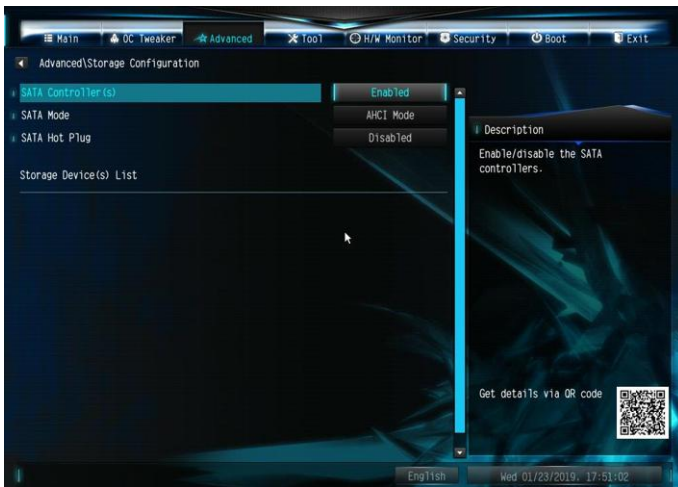 Main OC Tweaker Advanced Tool H/W Monitor Security Boot Exit
Advanced\Storage Configuration
SATA Controller(s) Enabled
SATA Mode AHCI Mode
SATA Hot Plug Disabled
Storage Device(s) List
Description
Enable/disable the SATA
controllers.
Get details via QR code
English Wed 01/23/2019. 17:51:02